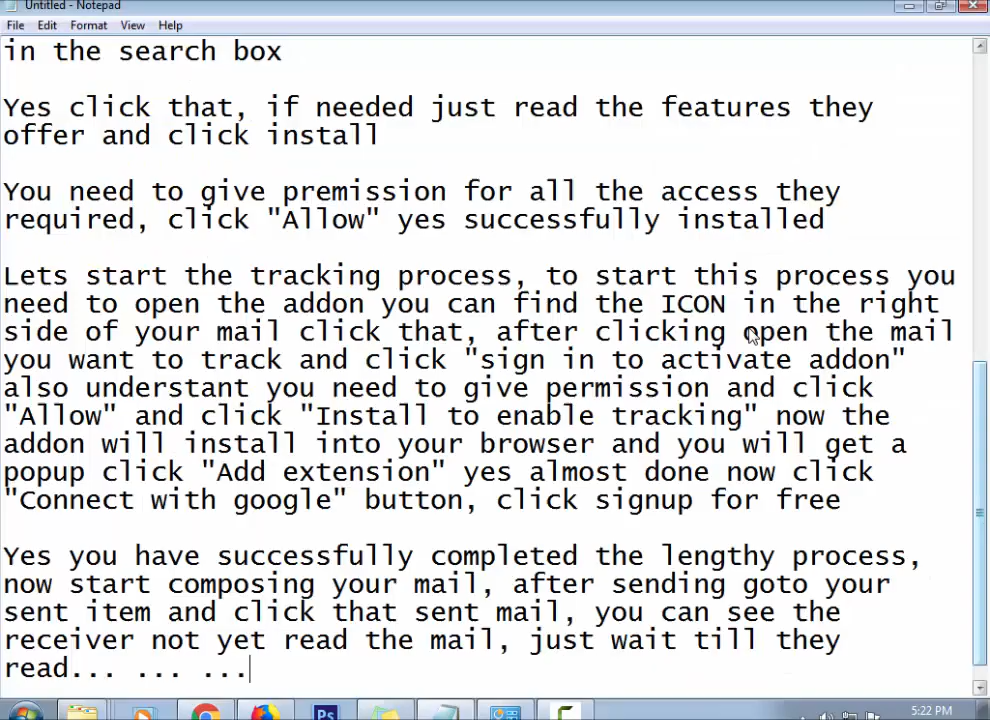 Untitled - Notepad
File Edit Format View Help
in the search box
Yes click that, if needed just read the features they
offer and click install
You need to give premission for all the access they
required, click "Allow" yes successfully installed
Lets start the tracking process, to start this process you
need to open the addon you can find the ICON in the right
side of your mail click that, after clicking open the mail
you want to track and click "sign in to activate addon"
also understant you need to give permission and click
"Allow" and click "Install to enable tracking" now the
addon will install into your browser and you will get a
popup click "Add extension" yes almost done now click
"Connect with google" button, click signup for free
Yes you have successfully completed the lengthy process,
now start composing your mail, after sending goto your
sent item and click that sent mail, you can see the
receiver not yet read the mail, just wait till they
read... ... ...
Ps
5:22 PM